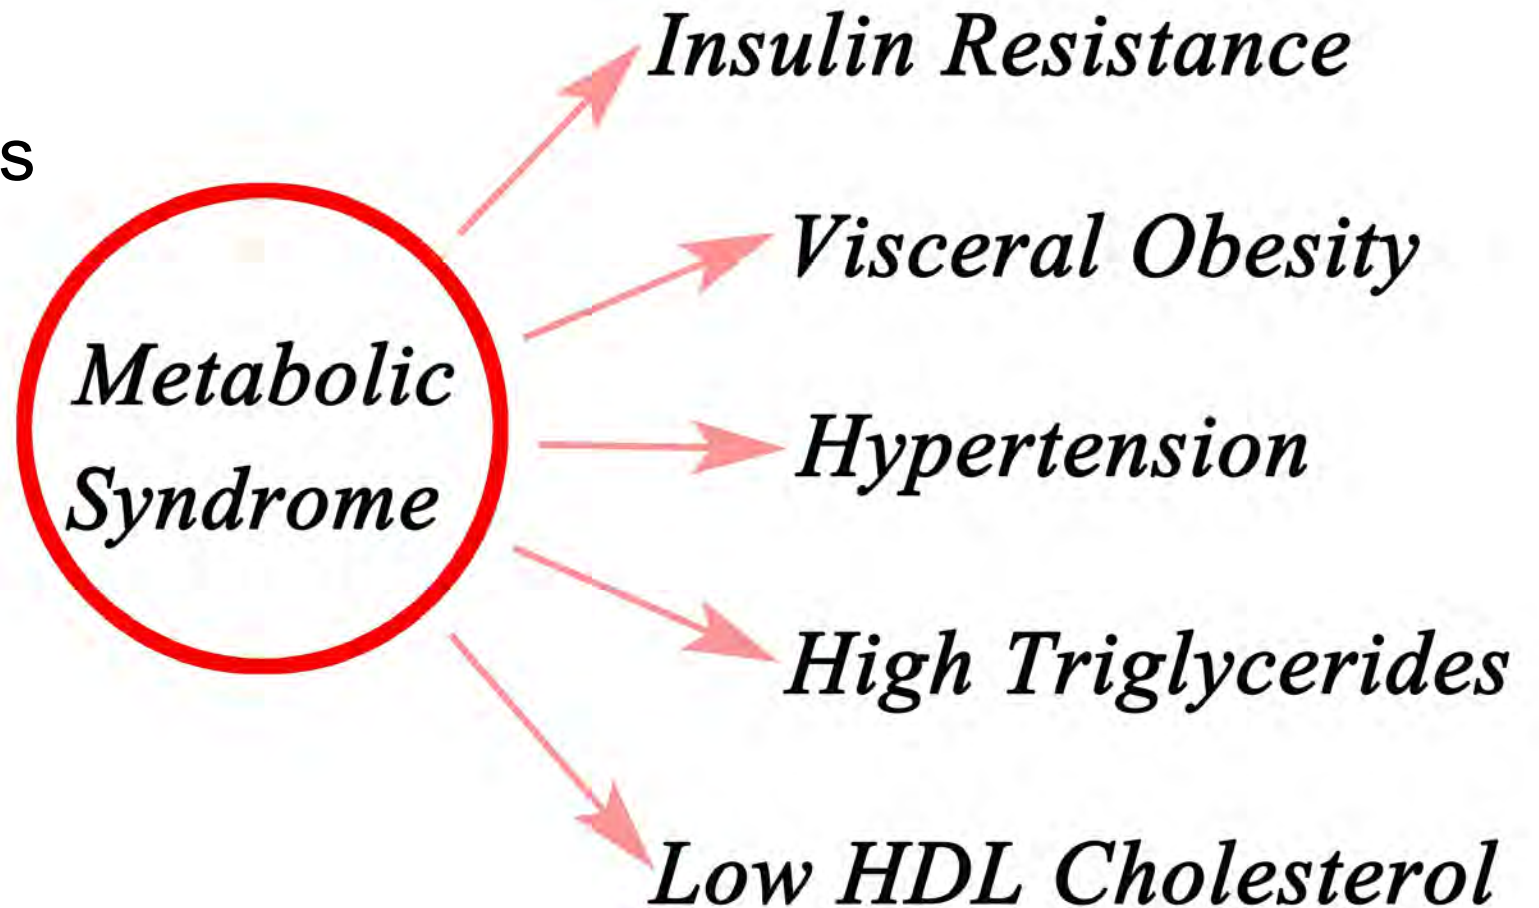 Insulin Resistance
s
Visceral Obesity
Metabolic
Syndrome
Hypertension
High Triglycerides
Low HDL Cholesterol